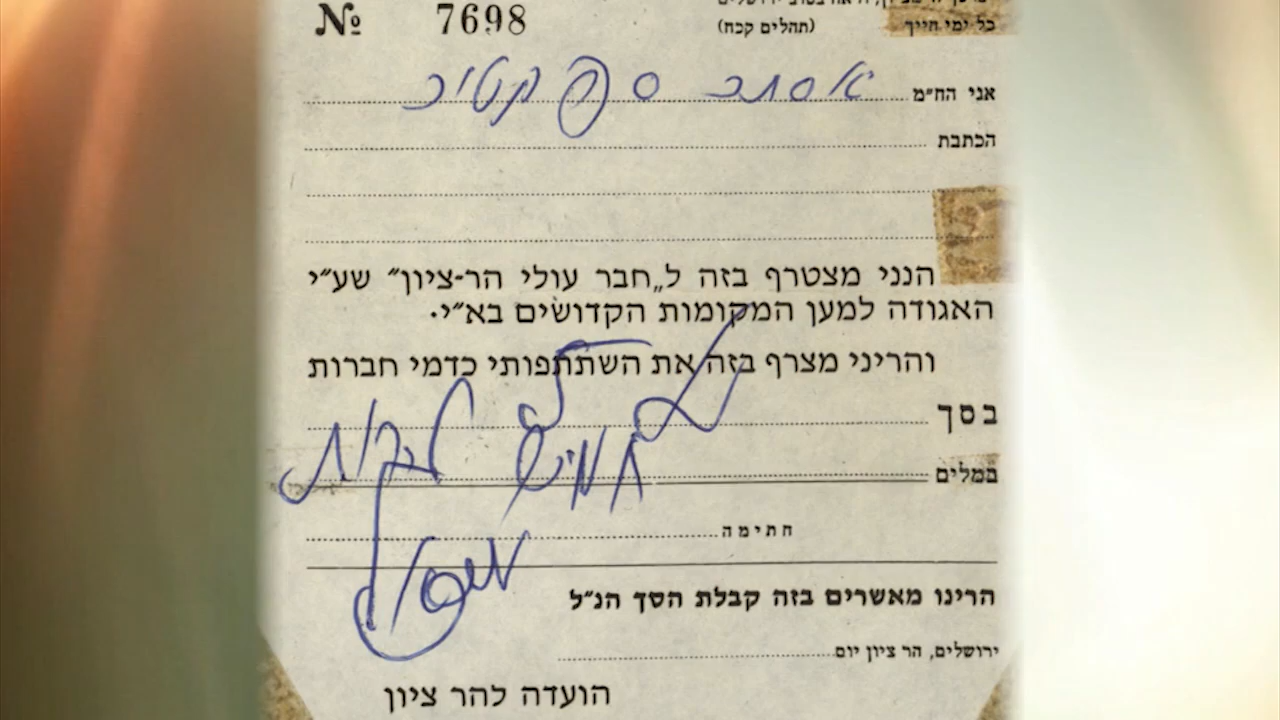 № 7698
כל ימי חייך (תהלים קכח)
אני הח״מ אסתר ספקטור
הכתבת
הנני מצטרף בזה ל„חבר עולי הר-ציון״ שע״י
האגודה למען המקומות הקדושים בא״י.
והריני מצרף בזה את השתתפותי כדמי חברות
בסך
במלים חמש לירות
חתימה
הרינו מאשרים בזה קבלת הסך הנ״ל
ירושלים, הר ציון יום
הועדה להר ציון